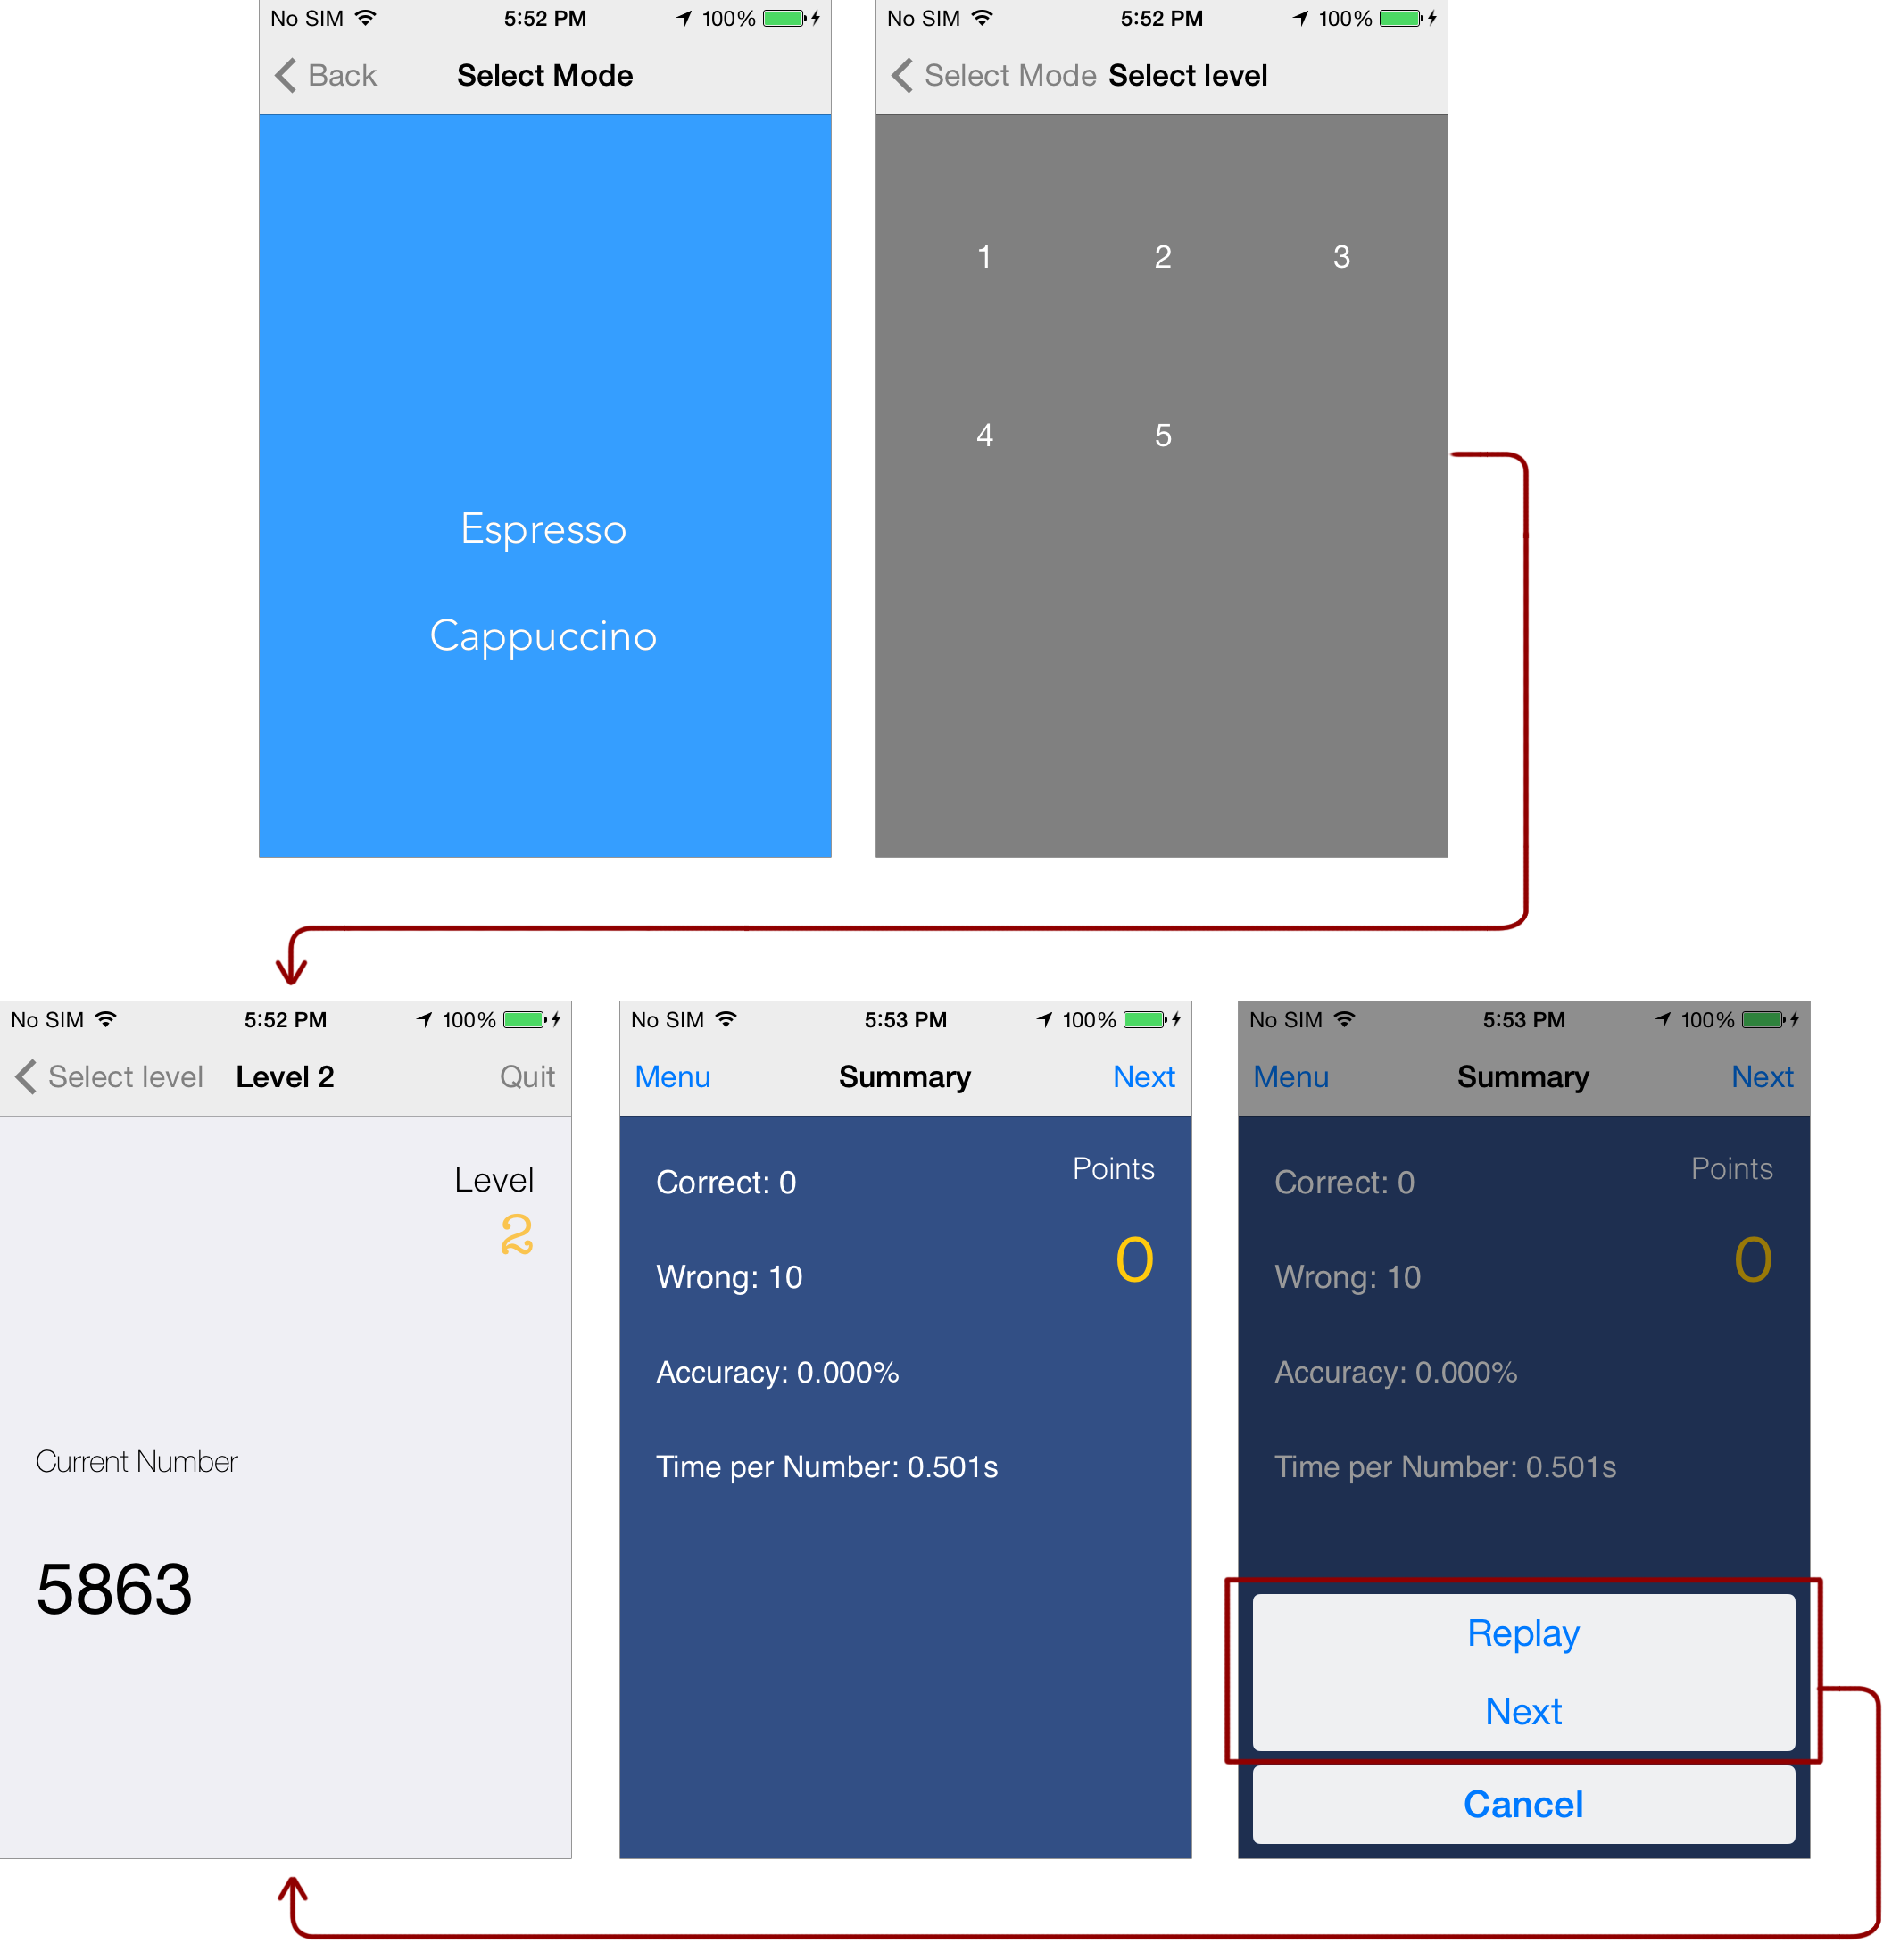 No SIM 5:52 PM 100%
Back Select Mode
Espresso
Cappuccino
No SIM 5:52 PM 100%
Select Mode Select level
1 2 3
4 5
No SIM 5:52 PM 100%
Select level Level 2 Quit
Level
2
Current Number
5863
No SIM 5:53 PM 100%
Menu Summary Next
Points
Correct: 0
0
Wrong: 10
Accuracy: 0.000%
Time per Number: 0.501s
No SIM 5:53 PM 100%
Menu Summary Next
Points
Correct: 0
0
Wrong: 10
Accuracy: 0.000%
Time per Number: 0.501s
Replay
Next
Cancel